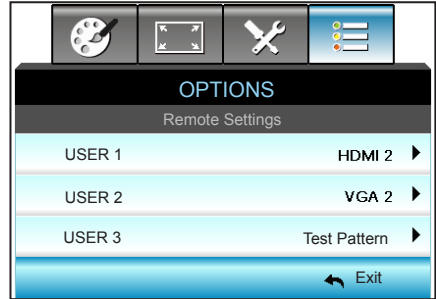 OPTIONS
Remote Settings
USER 1 HDMI 2
USER 2 VGA 2
USER 3 Test Pattern
Exit